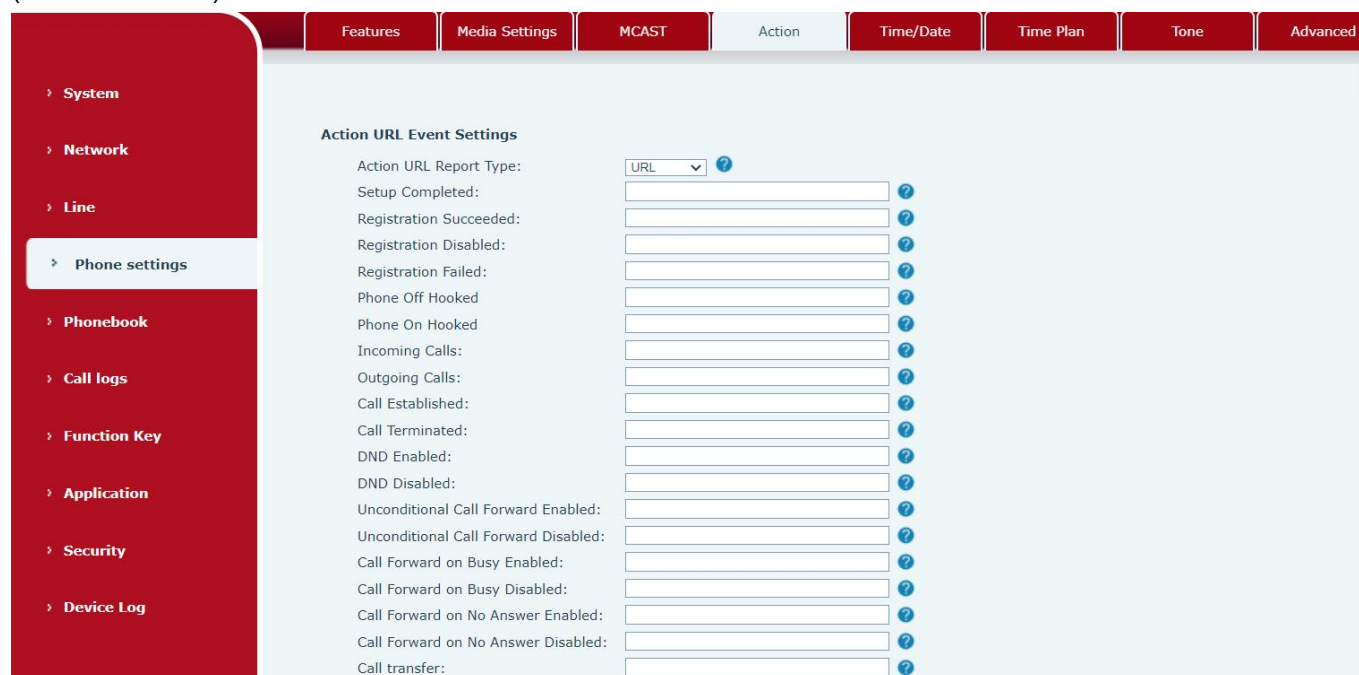 Features Media Settings MCAST Action Time/Date Time Plan Tone Advanced
System
Network
Line
Phone settings
Phonebook
Call logs
Function Key
Application
Security
Device Log
Action URL Event Settings
Action URL Report Type: URL
Setup Completed:
Registration Succeeded:
Registration Disabled:
Registration Failed:
Phone Off Hooked
Phone On Hooked
Incoming Calls:
Outgoing Calls:
Call Established:
Call Terminated:
DND Enabled:
DND Disabled:
Unconditional Call Forward Enabled:
Unconditional Call Forward Disabled:
Call Forward on Busy Enabled:
Call Forward on Busy Disabled:
Call Forward on No Answer Enabled:
Call Forward on No Answer Disabled:
Call transfer: